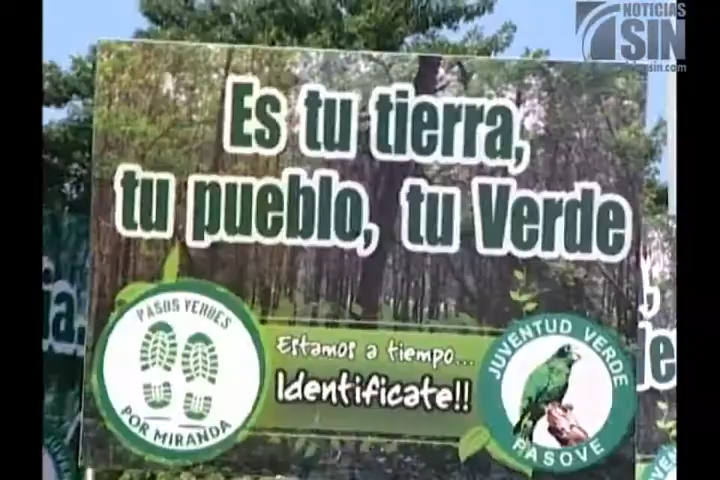 NOTICIAS
SIN
Es tu tierra,
tu pueblo, tu Verde
PASOS VERDES
POR MIRANDA
Estamos a tiempo...
Identificate!!
JUVENTUD VERDE
PASOVE